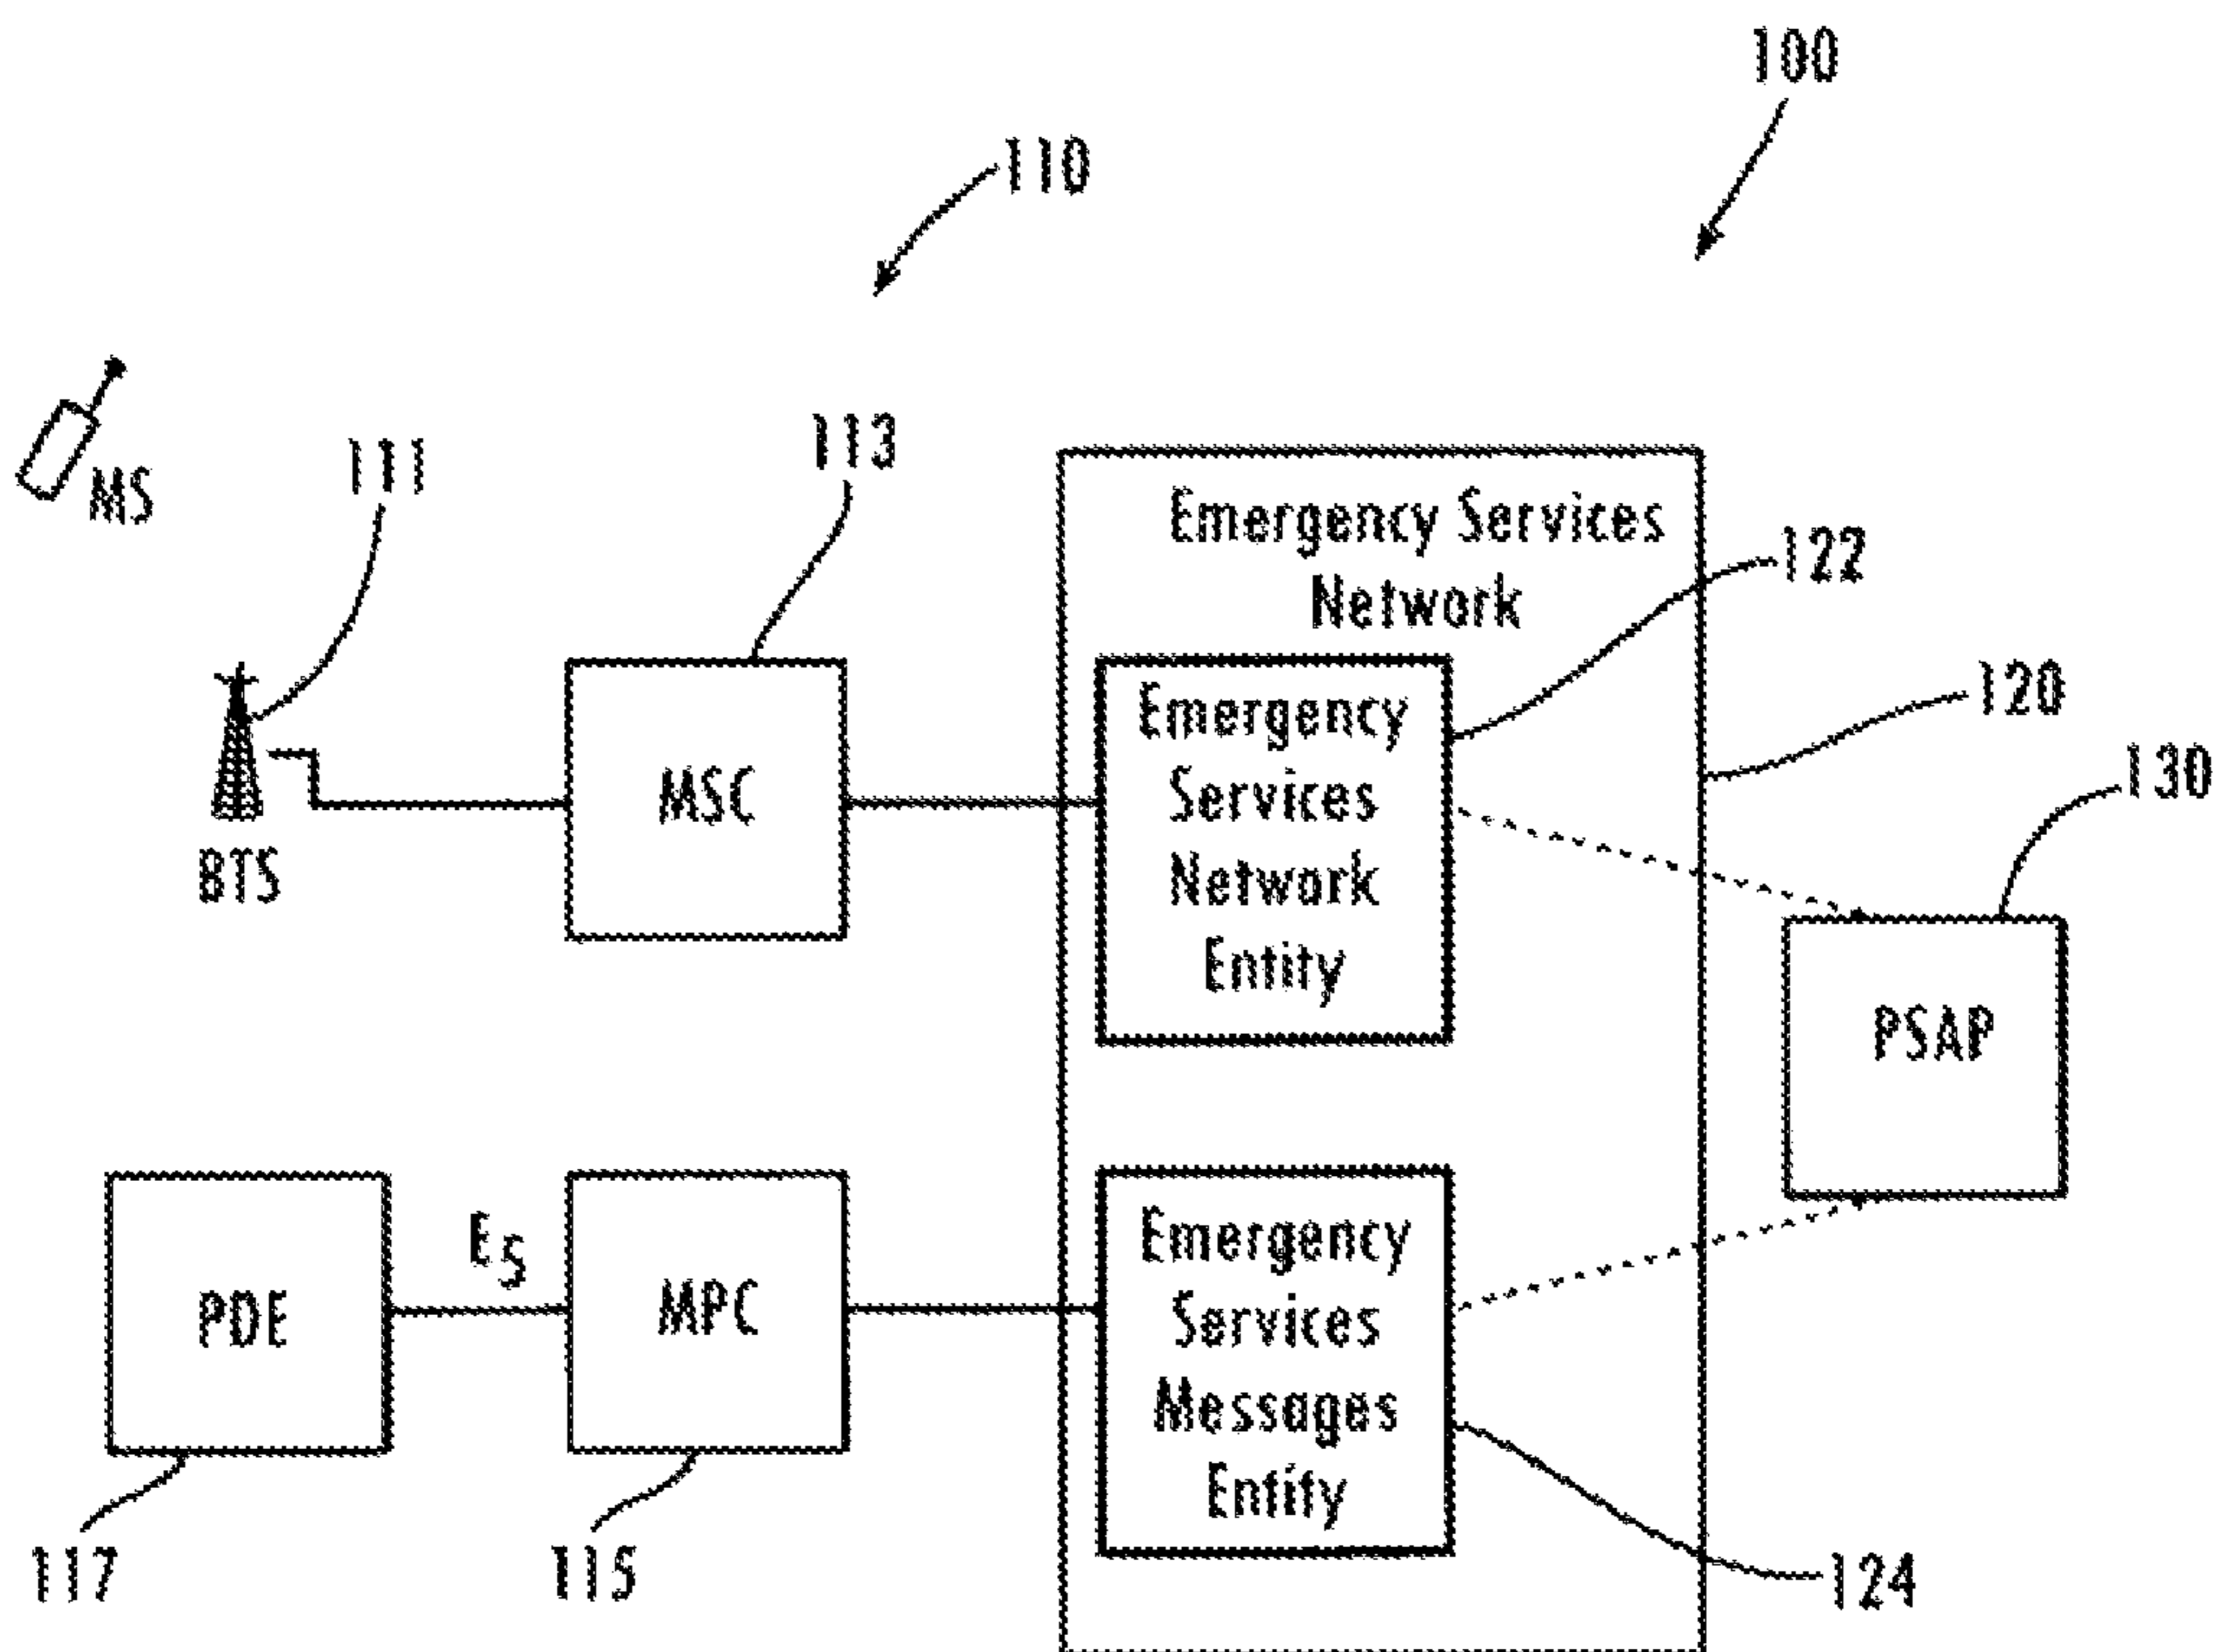 100
110
MS
111
113
Emergency Services
Network
122
120
130
BTS
MSC
Emergency
Services
Network
Entity
PSAP
PDE
E5
MPC
Emergency
Services
Messages
Entity
117
115
124